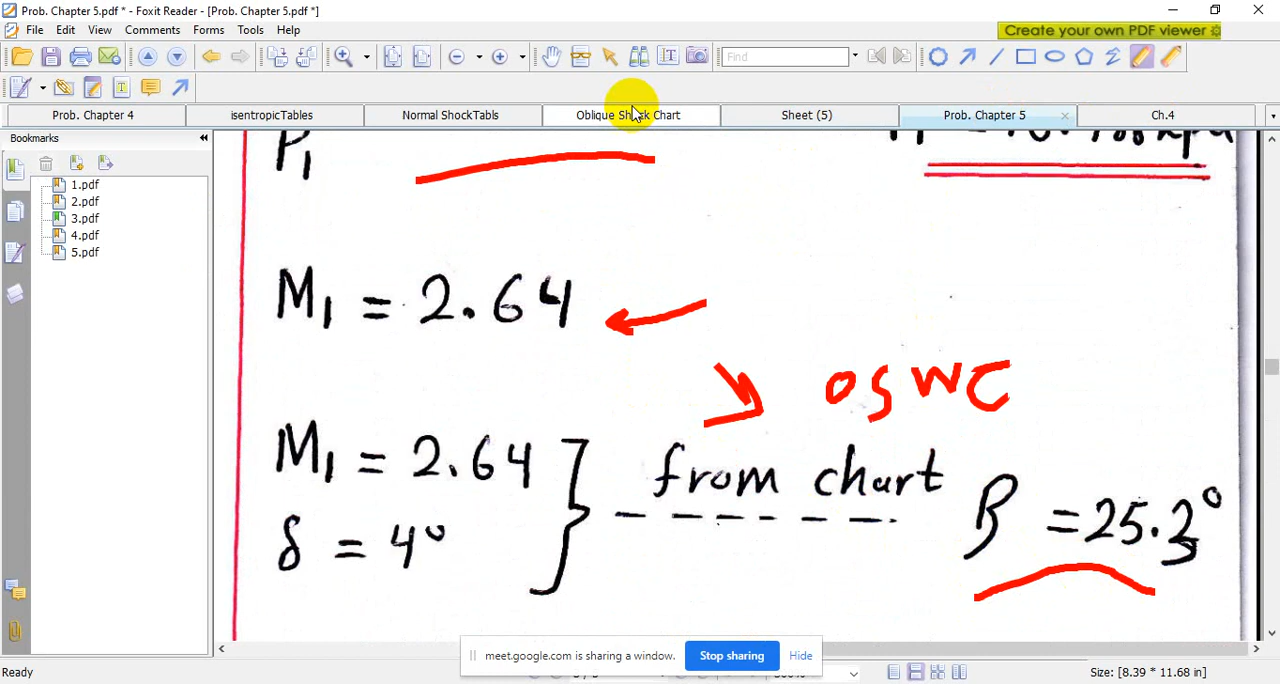 Prob. Chapter 5.pdf * - Foxit Reader - [Prob. Chapter 5.pdf *]
File Edit View Comments Forms Tools Help
Create your own PDF viewer
Find
Prob. Chapter 4 isentropicTables Normal ShockTabls Oblique Shock Chart Sheet (5) Prob. Chapter 5 Ch.4
Bookmarks
1.pdf
2.pdf
3.pdf
4.pdf
5.pdf
P₁
M₁ = 2.64
OSWC
M₁ = 2.64
δ = 4°
from chart
β = 25.3°
meet.google.com is sharing a window. Stop sharing Hide
Ready
Size: [8.39 * 11.68 in]